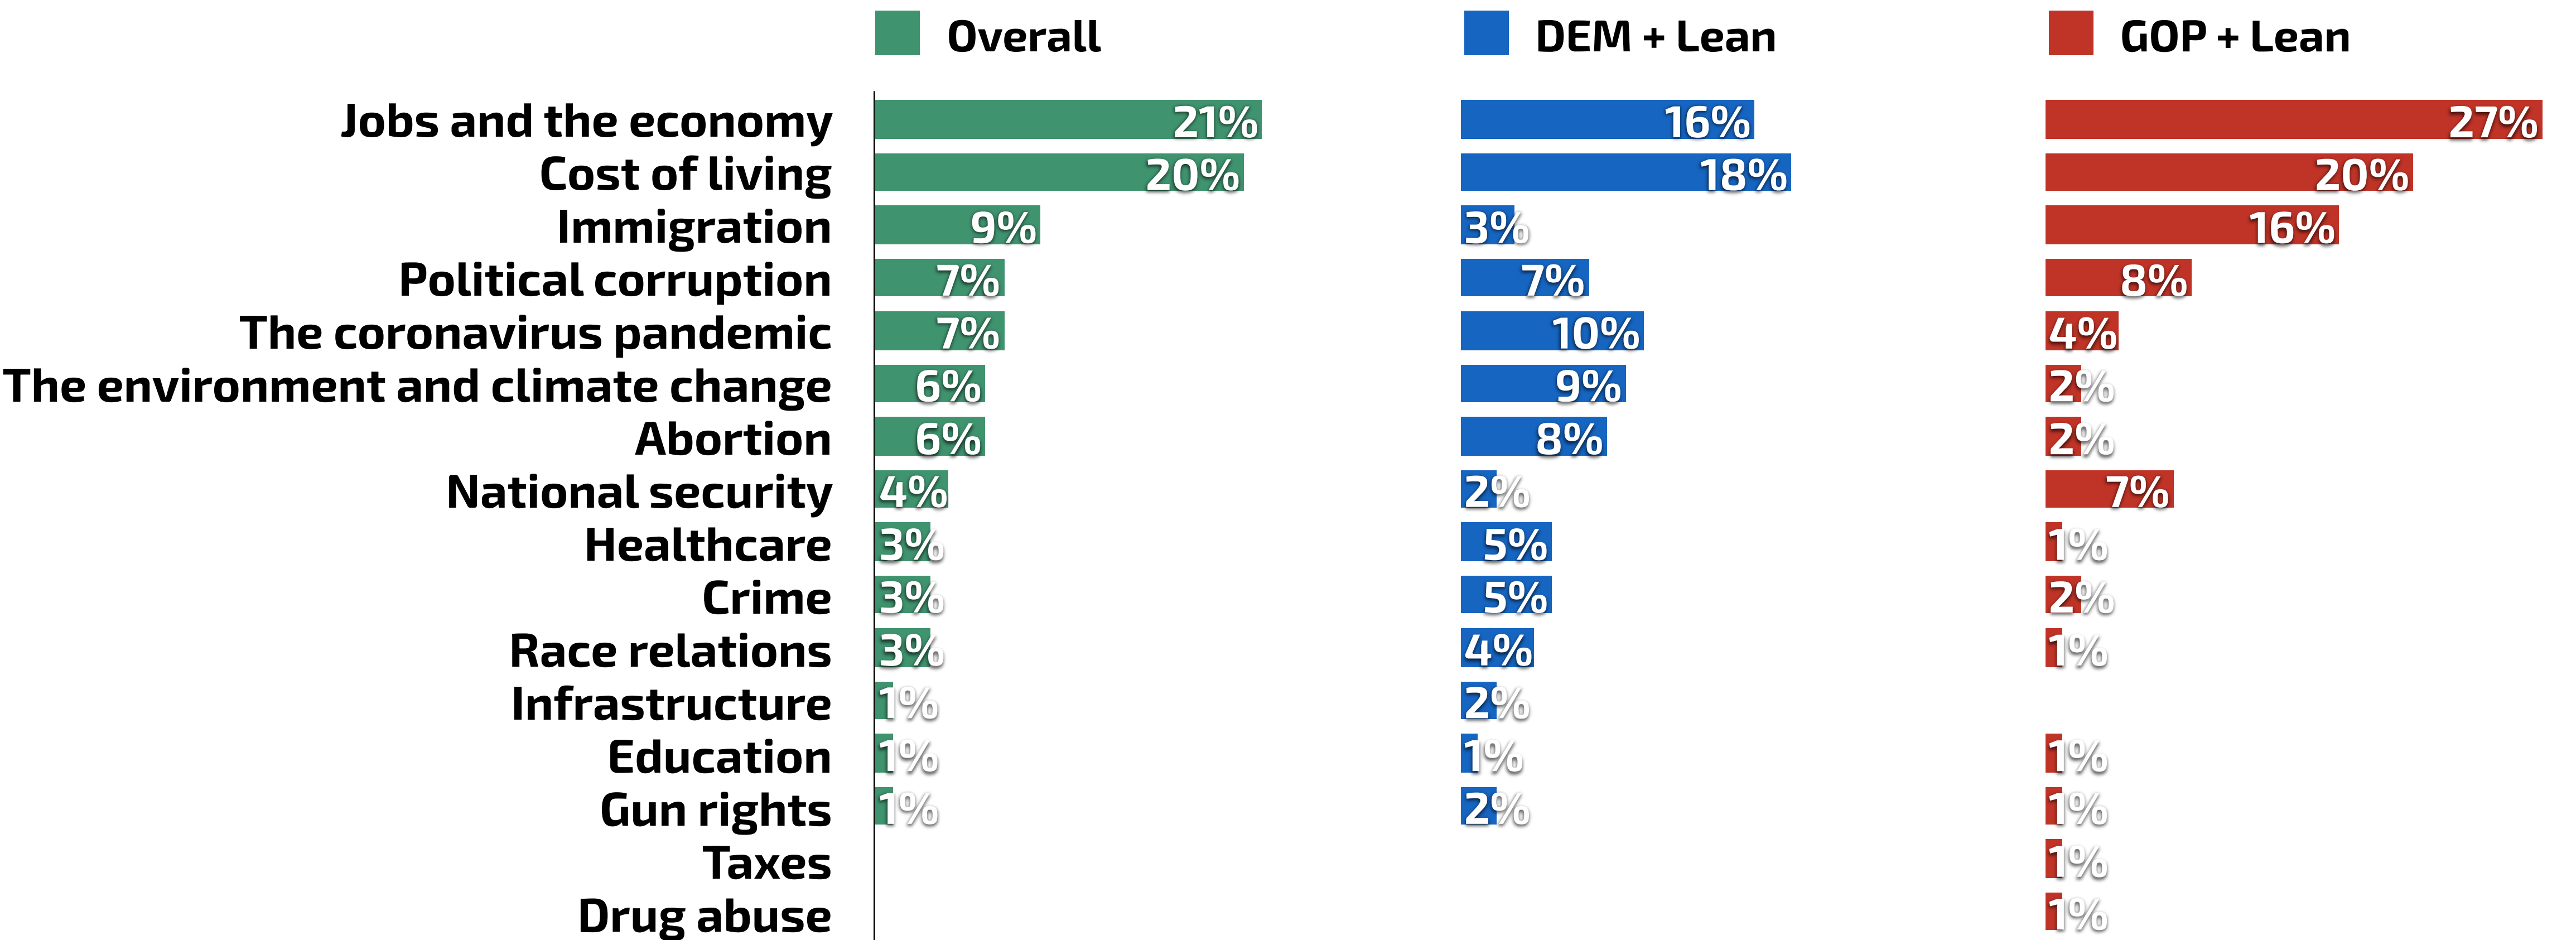 Overall DEM + Lean GOP + Lean
Jobs and the economy 21% 16% 27%
Cost of living 20% 18% 20%
Immigration 9% 3% 16%
Political corruption 7% 7% 8%
The coronavirus pandemic 7% 10% 4%
The environment and climate change 6% 9% 2%
Abortion 6% 8% 2%
National security 4% 2% 7%
Healthcare 3% 5% 1%
Crime 3% 5% 2%
Race relations 3% 4% 1%
Infrastructure 1% 2%
Education 1% 1% 1%
Gun rights 1% 2% 1%
Taxes 1%
Drug abuse 1%